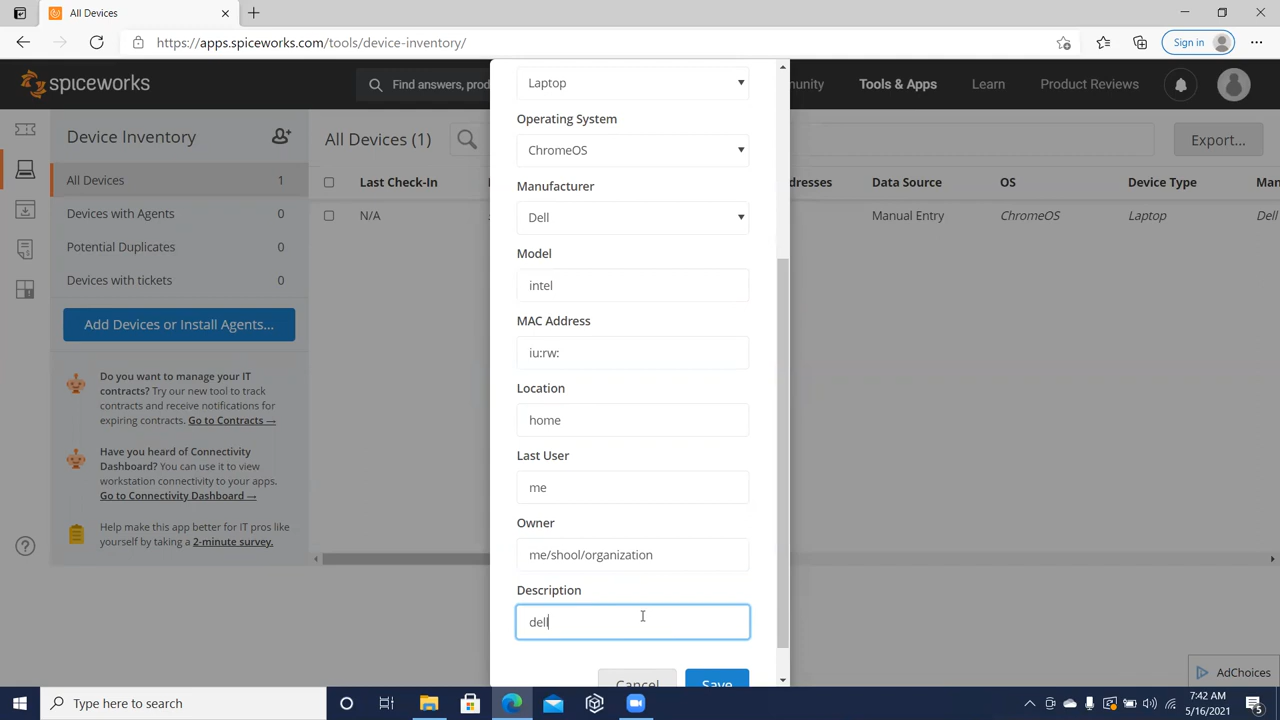 All Devices
https://apps.spiceworks.com/tools/device-inventory/
Sign in
spiceworks
Find answers, prod
unity
Tools & Apps
Learn
Product Reviews
Device Inventory
All Devices 1
Devices with Agents 0
Potential Duplicates 0
Devices with tickets 0
Add Devices or Install Agents...
Do you want to manage your IT
contracts? Try our new tool to track
contracts and receive notifications for
expiring contracts. Go to Contracts →
Have you heard of Connectivity
Dashboard? You can use it to view
workstation connectivity to your apps.
Go to Connectivity Dashboard →
Help make this app better for IT pros like
yourself by taking a 2-minute survey.
All Devices (1)
Export...
Last Check-In
dresses
Data Source
OS
Device Type
Man
N/A
Manual Entry
ChromeOS
Laptop
Dell
Laptop
Operating System
ChromeOS
Manufacturer
Dell
Model
intel
MAC Address
iu:rw:
Location
home
Last User
me
Owner
me/shool/organization
Description
dell
Cancel
Save
AdChoices
Type here to search
7:42 AM
5/16/2021
5